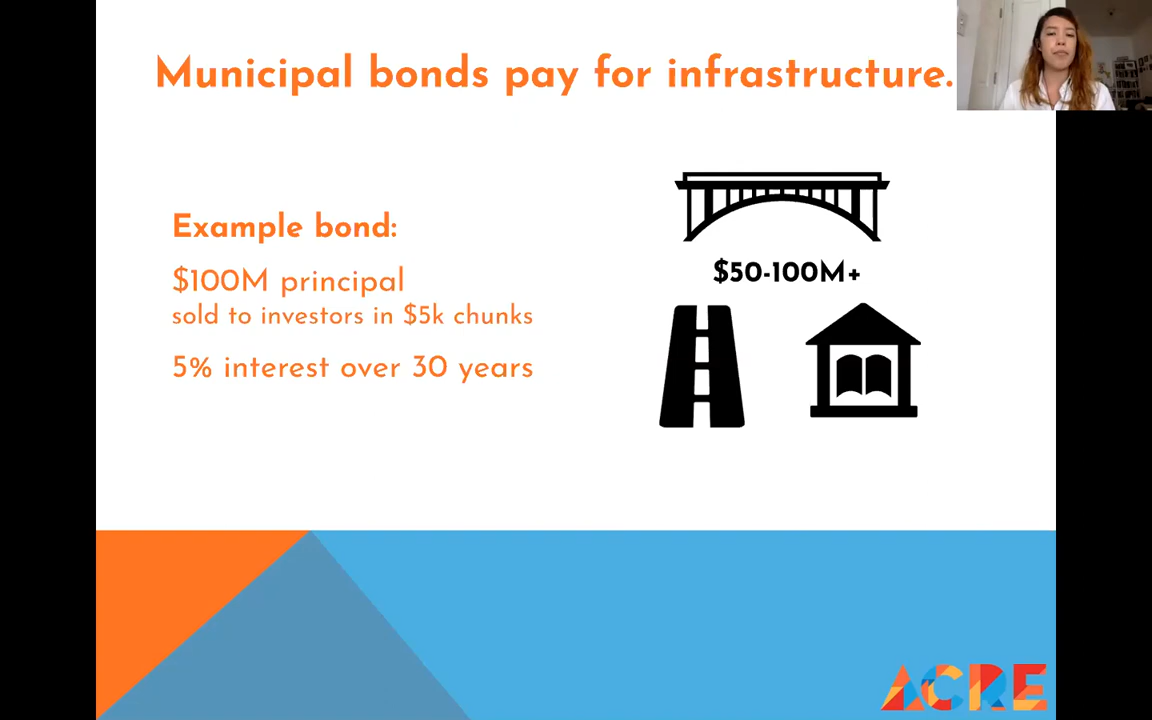 Municipal bonds pay for infrastructure.
Example bond:
$100M principal
sold to investors in $5k chunks
5% interest over 30 years
$50-100M+
ACRE